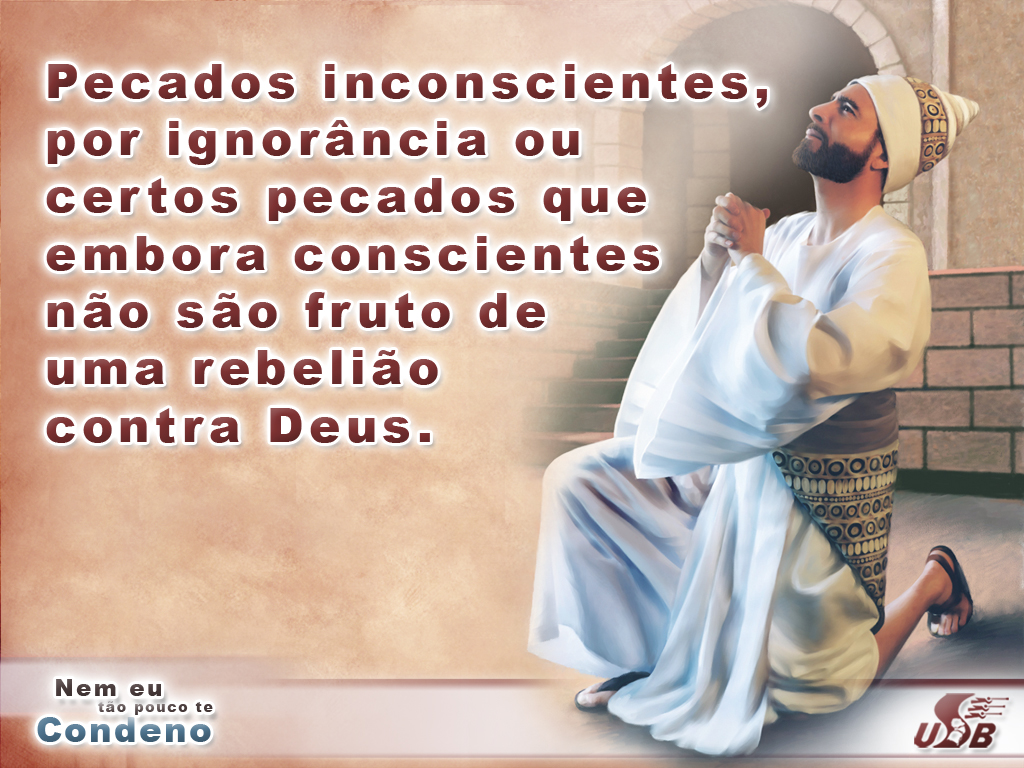 Pecados inconscientes,
por ignorância ou
certos pecados que
embora conscientes
não são fruto de
uma rebelião
contra Deus.
Nem eu
tão pouco te
Condeno
USB